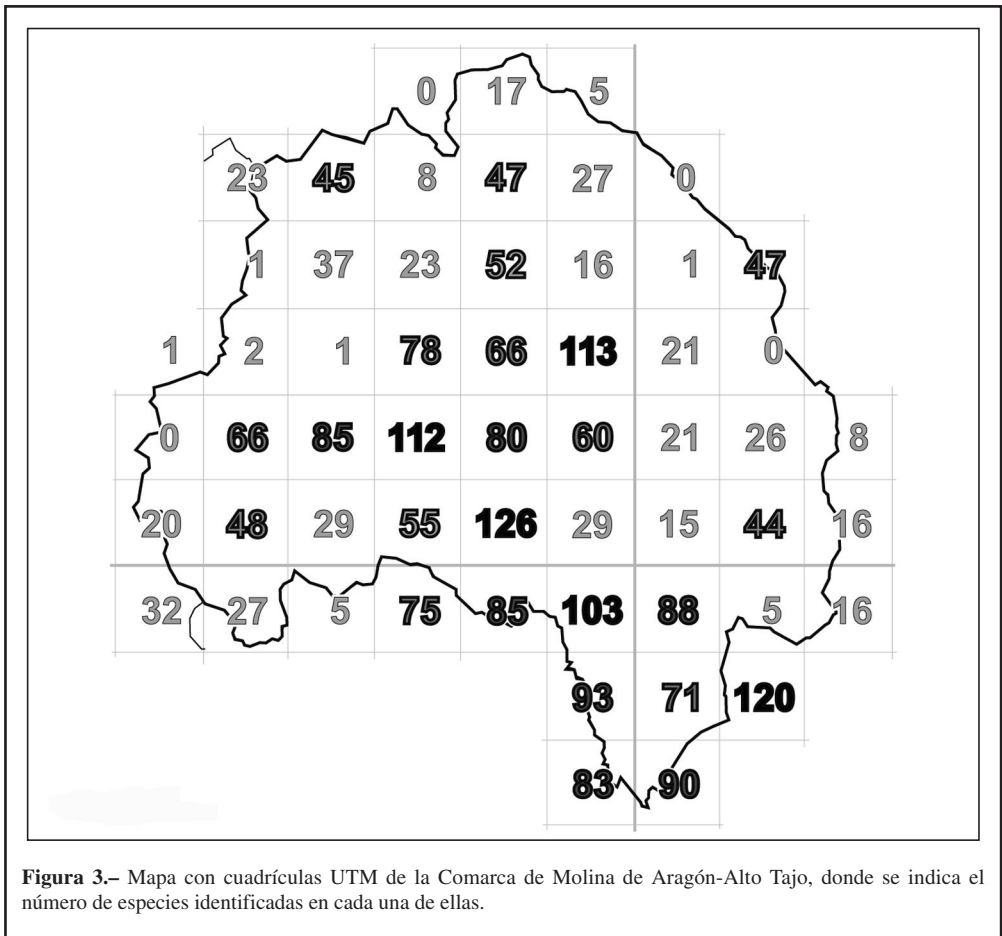 0 17 5
23 45 8 47 27 0
1 37 23 52 16 1 47
1 2 1 78 66 113 21 0
0 66 85 112 80 60 21 26 8
20 48 29 55 126 29 15 44 16
32 27 5 75 85 103 88 5 16
93 71 120
83 90
Figura 3.– Mapa con cuadrículas UTM de la Comarca de Molina de Aragón-Alto Tajo, donde se indica el
número de especies identificadas en cada una de ellas.